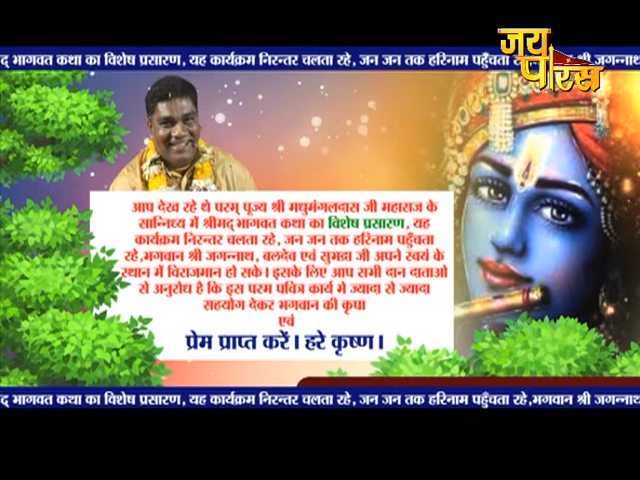 जय
पारस
द् भागवत कथा का विशेष प्रसारण, यह कार्यक्रम निरन्तर चलता रहे, जन जन तक हरिनाम पहुँचता श्री जगन्नाथ
आप देख रहे थे परम् पूज्य श्री मधुमंगलदास जी महाराज के
सान्निध्य में श्रीमद् भागवत कथा का विशेष प्रसारण, यह
कार्यक्रम निरन्तर चलता रहे, जन जन तक हरिनाम पहुँचता
रहे,भगवान श्री जगन्नाथ, बलदेव एवं सुभद्रा जी अपने स्वयं के
स्थान में विराजमान हो सके। इसके लिए आप सभी दान दाताओ
से अनुरोध है कि इस परम पवित्र कार्य मे ज्यादा से ज्यादा
सहयोग देकर भगवान की कृपा
एवं
प्रेम प्राप्त करें। हरे कृष्ण।
द् भागवत कथा का विशेष प्रसारण, यह कार्यक्रम निरन्तर चलता रहे, जन जन तक हरिनाम पहुँचता रहे,भगवान श्री जगन्नाथ